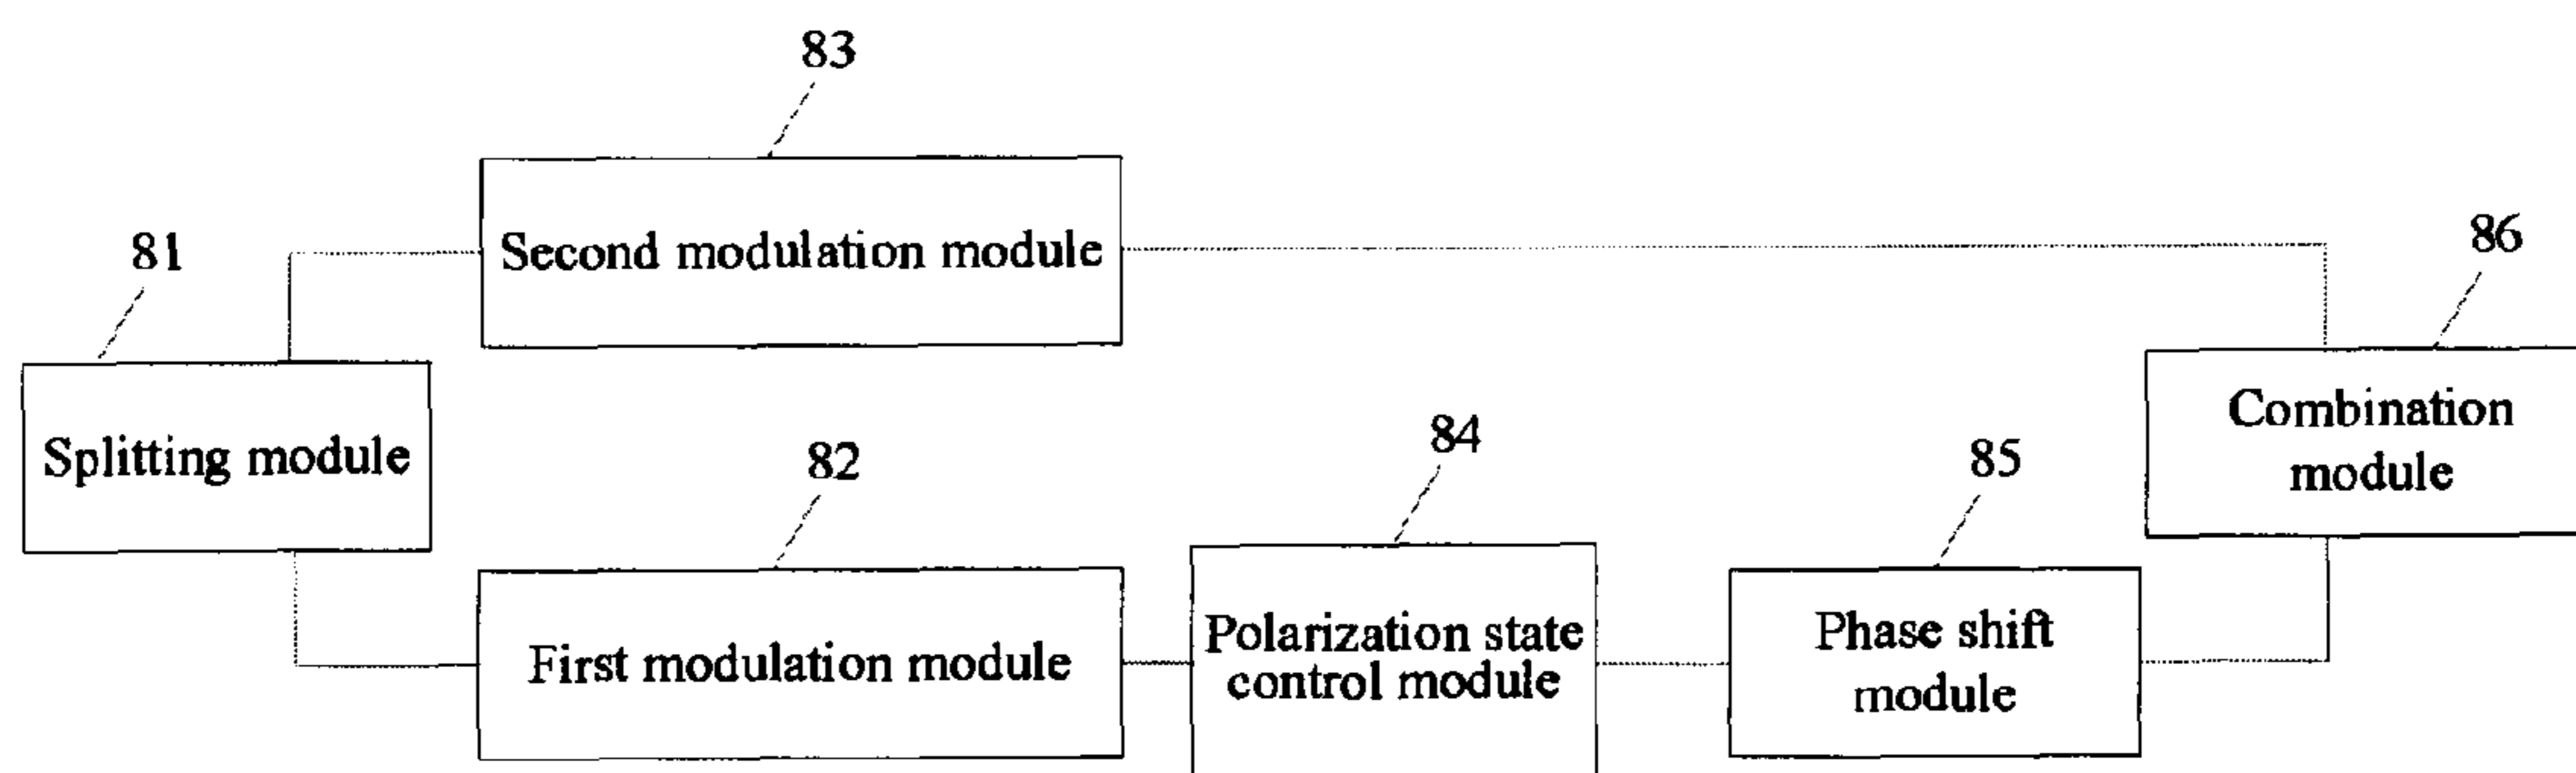 83
Second modulation module
81
86
Splitting module
Combination
module
82
84
85
First modulation module
Polarization state
control module
Phase shift
module